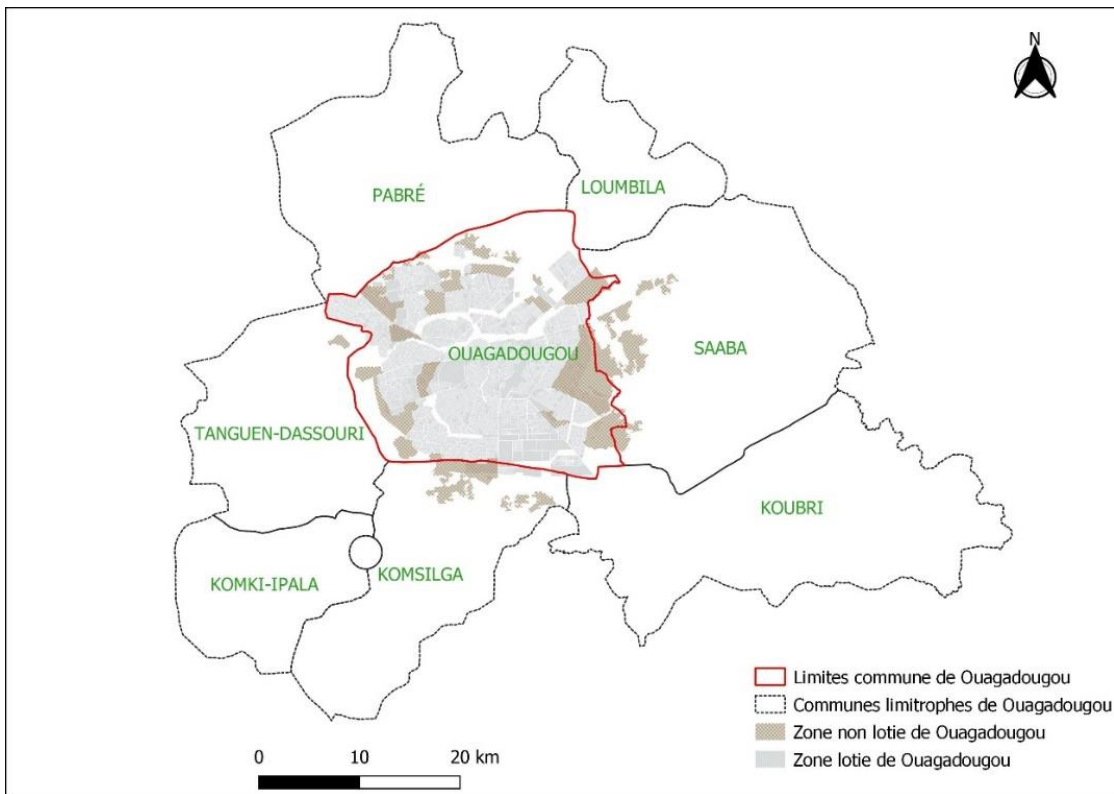 N
LOUMBILA
PABRÉ
SAABA
OUAGADOUGOU
TANGUEN-DASSOURI
KOUBRI
KOMKI-IPALA
KOMSILGA
Limites commune de Ouagadougou
Communes limitrophes de Ouagadougou
Zone non lotie de Ouagadougou
Zone lotie de Ouagadougou
0 10 20 km